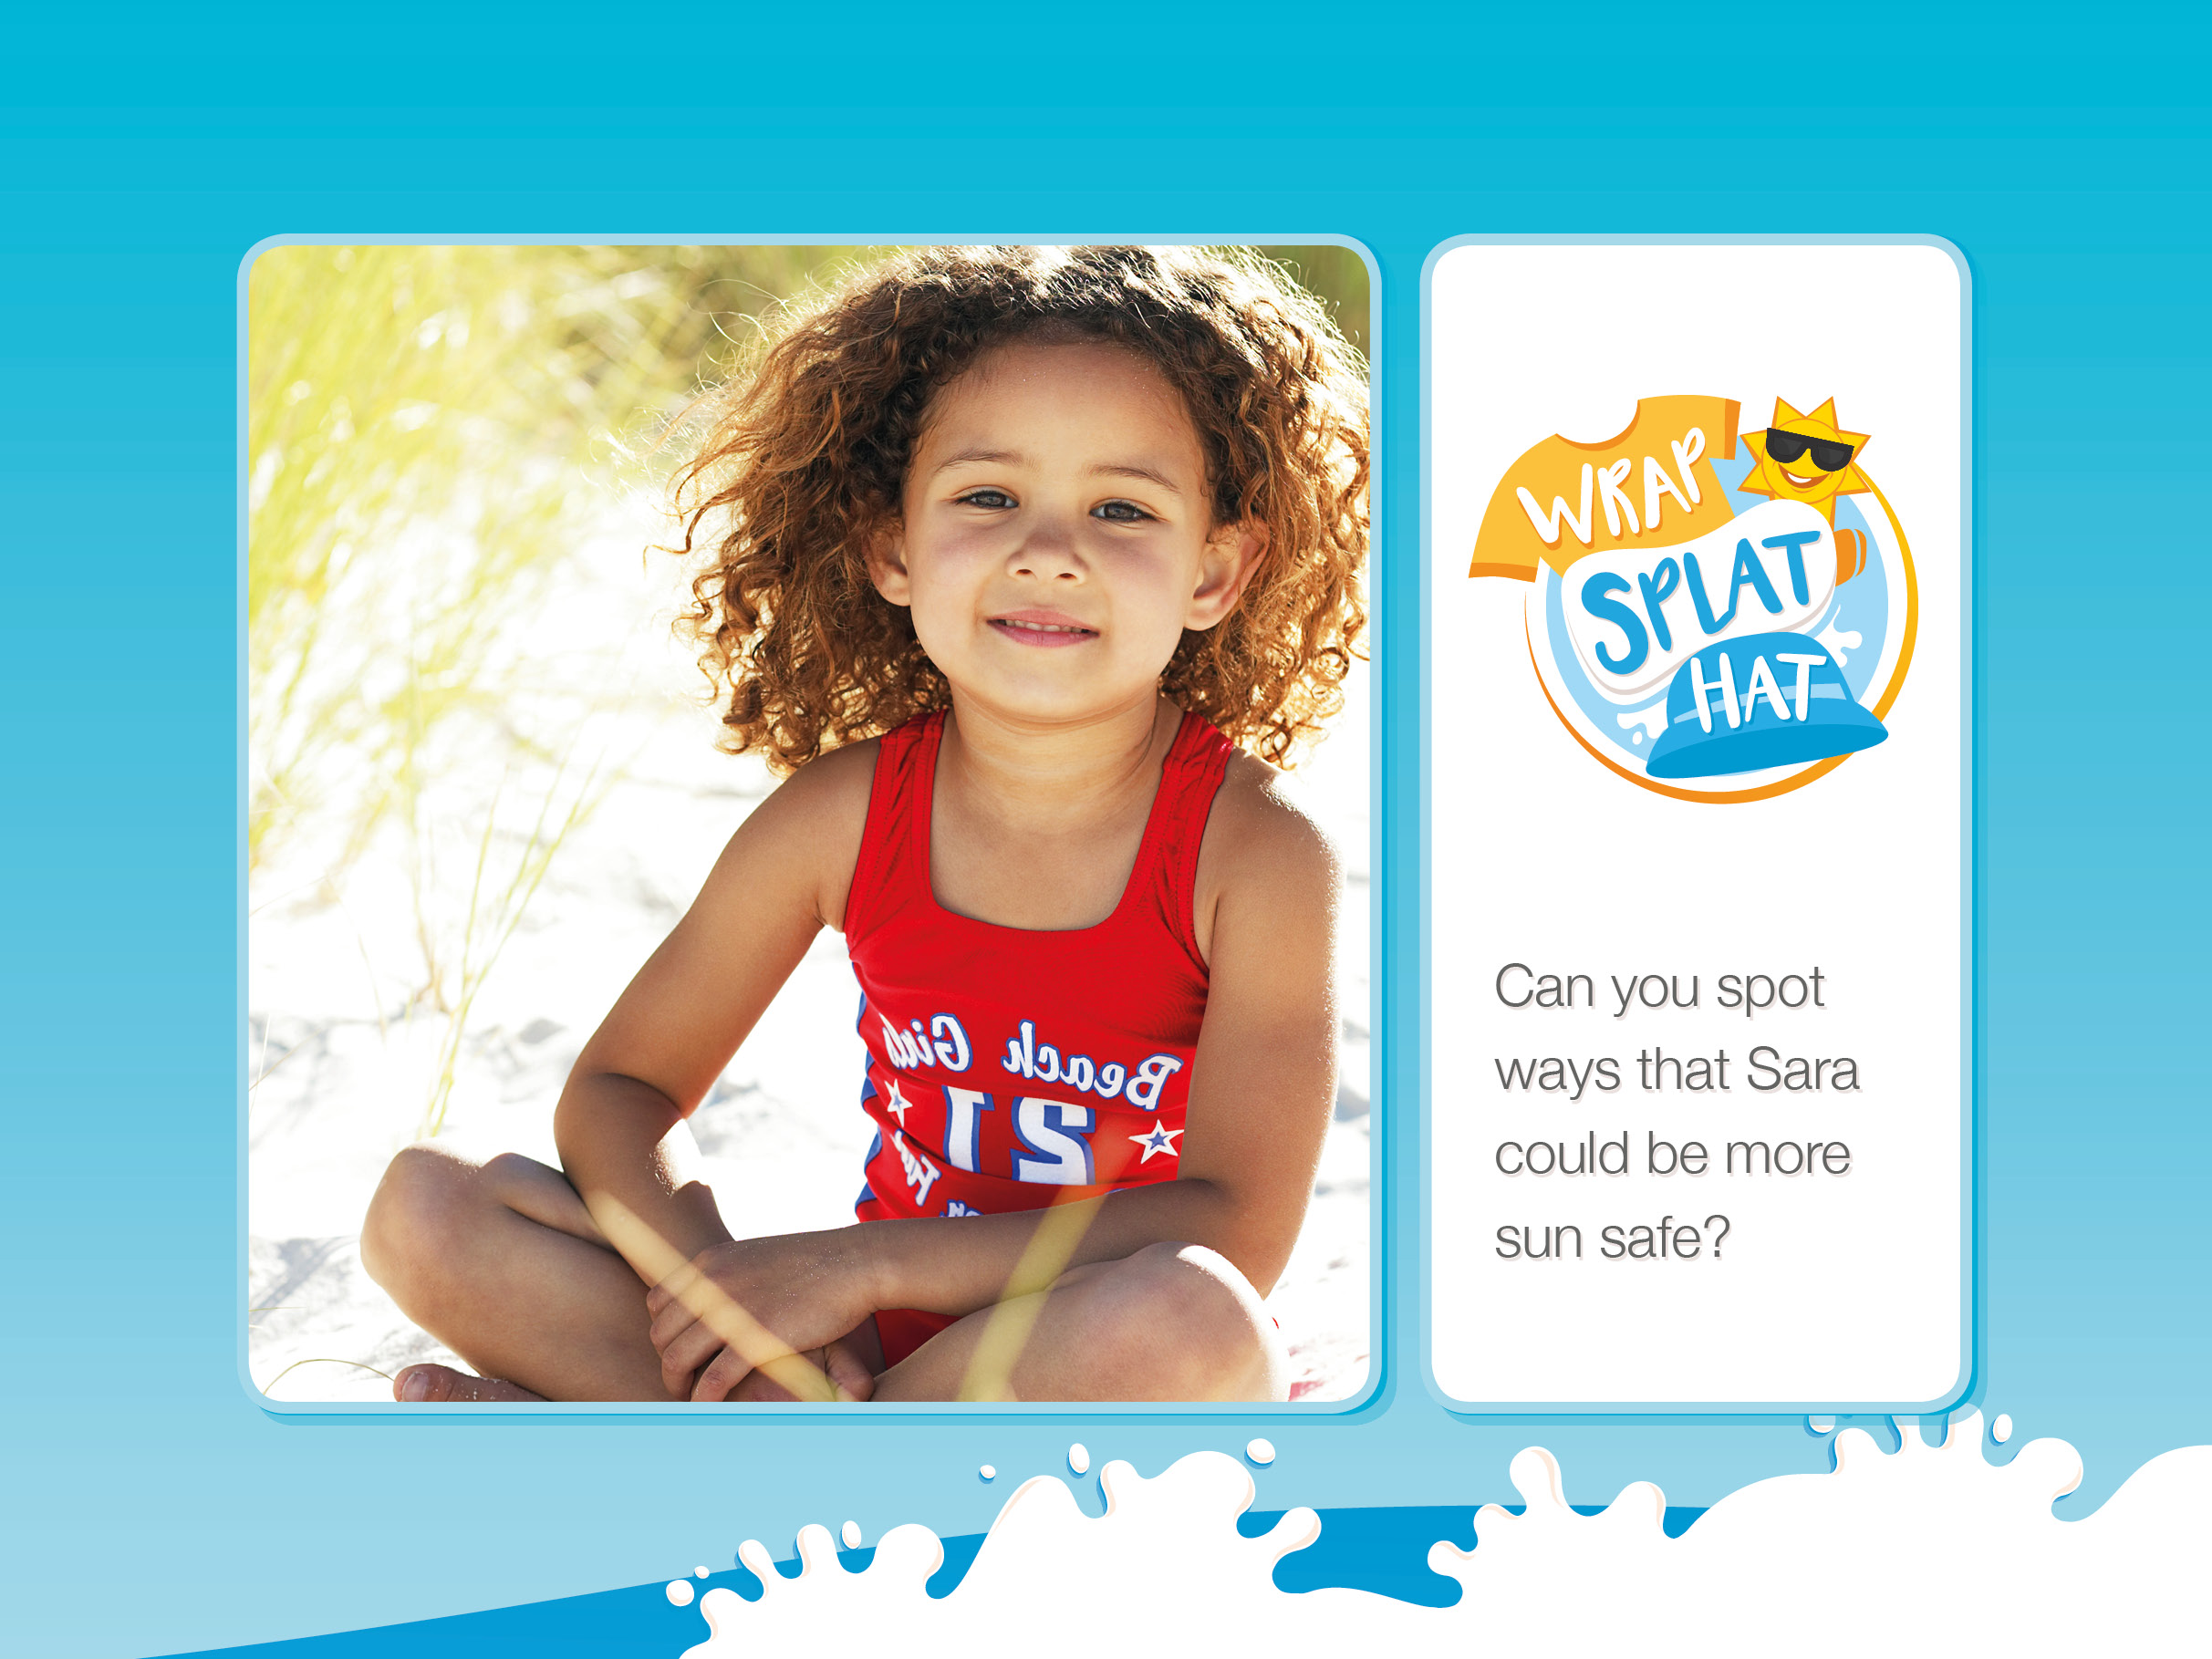 Beach Girls
21
WRAP
SPLAT
HAT
Can you spot
ways that Sara
could be more
sun safe?